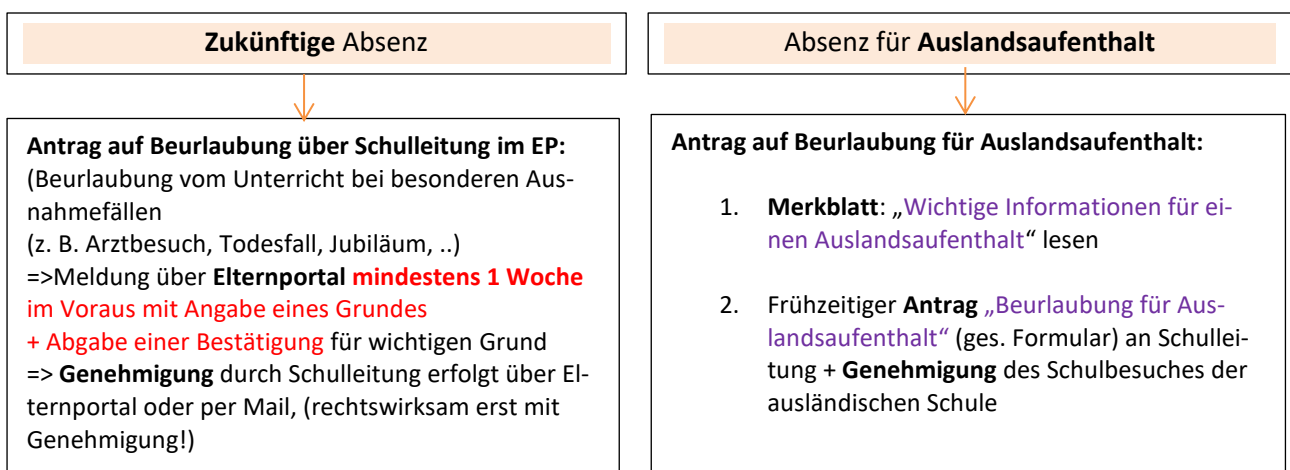 Zukünftige Absenz
Antrag auf Beurlaubung über Schulleitung im EP:
(Beurlaubung vom Unterricht bei besonderen Aus-
nahmefällen
(z. B. Arztbesuch, Todesfall, Jubiläum, ..)
=>Meldung über Elternportal mindestens 1 Woche
im Voraus mit Angabe eines Grundes
+ Abgabe einer Bestätigung für wichtigen Grund
=> Genehmigung durch Schulleitung erfolgt über El-
ternportal oder per Mail, (rechtswirksam erst mit
Genehmigung!)
Absenz für Auslandsaufenthalt
Antrag auf Beurlaubung für Auslandsaufenthalt:
1. Merkblatt: „Wichtige Informationen für ei-
nen Auslandsaufenthalt“ lesen
2. Frühzeitiger Antrag „Beurlaubung für Aus-
landsaufenthalt“ (ges. Formular) an Schullei-
tung + Genehmigung des Schulbesuches der
ausländischen Schule